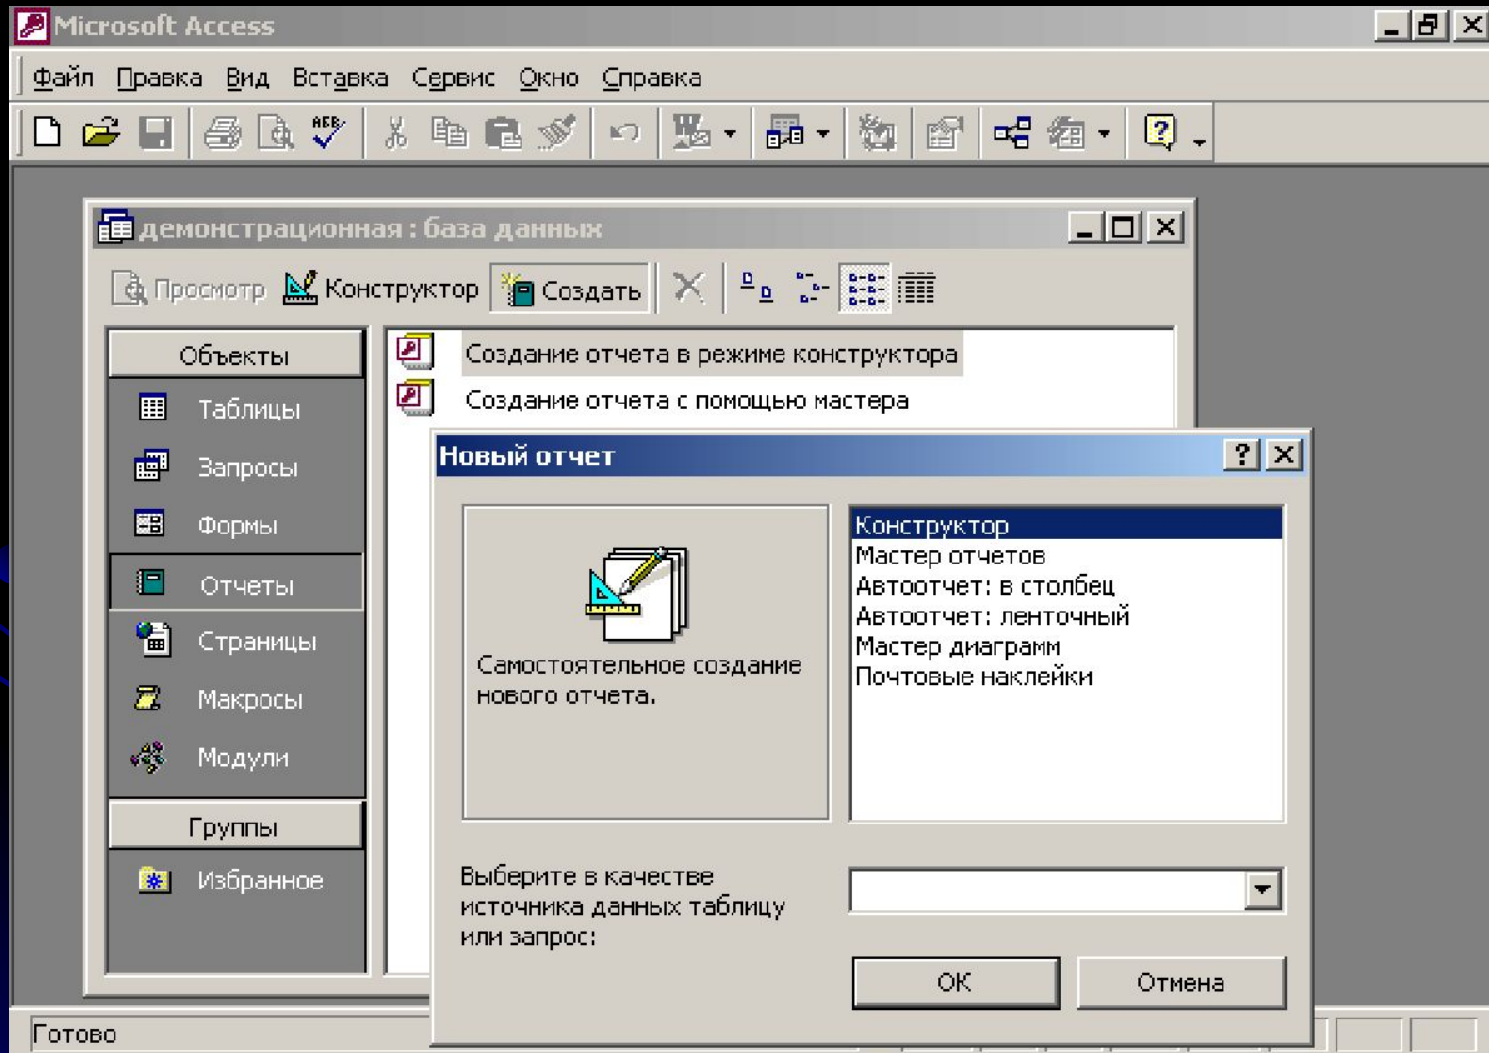 Microsoft Access
Файл Правка Вид Вставка Сервис Окно Справка
демонстрационная : база данных
Просмотр Конструктор Создать
Объекты
Таблицы
Запросы
Формы
Отчеты
Страницы
Макросы
Модули
Группы
Избранное
Создание отчета в режиме конструктора
Создание отчета с помощью мастера
Новый отчет
Самостоятельное создание
нового отчета.
Конструктор
Мастер отчетов
Автоотчет: в столбец
Автоотчет: ленточный
Мастер диаграмм
Почтовые наклейки
Выберите в качестве
источника данных таблицу
или запрос:
ОК Отмена
Готово